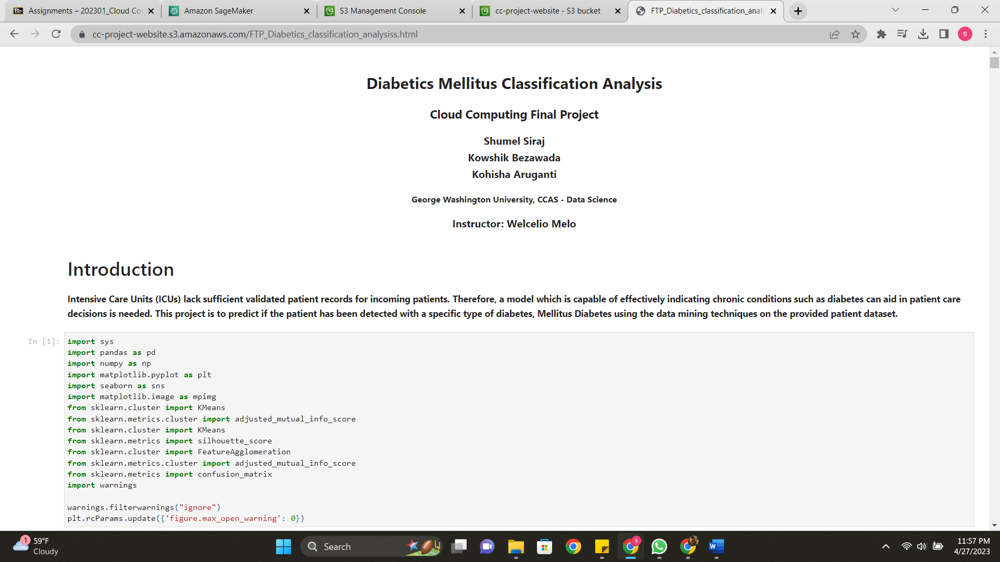 Assignments – 202301_Cloud Co
Amazon SageMaker
S3 Management Console
cc-project-website - S3 bucket
FTP_Diabetics_classification_analy
cc-project-website.s3.amazonaws.com/FTP_Diabetics_classification_analysiss.html
Diabetics Mellitus Classification Analysis
Cloud Computing Final Project
Shumel Siraj
Kowshik Bezawada
Kohisha Aruganti
George Washington University, CCAS - Data Science
Instructor: Welcelio Melo
Introduction
Intensive Care Units (ICUs) lack sufficient validated patient records for incoming patients. Therefore, a model which is capable of effectively indicating chronic conditions such as diabetes can aid in patient care
decisions is needed. This project is to predict if the patient has been detected with a specific type of diabetes, Mellitus Diabetes using the data mining techniques on the provided patient dataset.
In [1]:
import sys
import pandas as pd
import numpy as np
import matplotlib.pyplot as plt
import seaborn as sns
import matplotlib.image as mpimg
from sklearn.cluster import KMeans
from sklearn.metrics.cluster import adjusted_mutual_info_score
from sklearn.cluster import KMeans
from sklearn.metrics import silhouette_score
from sklearn.cluster import FeatureAgglomeration
from sklearn.metrics.cluster import adjusted_mutual_info_score
from sklearn.metrics import confusion_matrix
import warnings
warnings.filterwarnings("ignore")
plt.rcParams.update({'figure.max_open_warning': 0})
1
59°F
Cloudy
Search
11:57 PM
4/27/2023